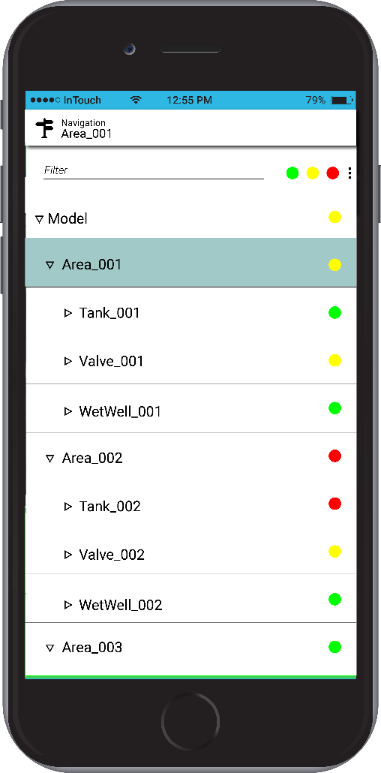 InTouch 12:55 PM 79%
Navigation
Area_001
Filter
Model
Area_001
Tank_001
Valve_001
WetWell_001
Area_002
Tank_002
Valve_002
WetWell_002
Area_003